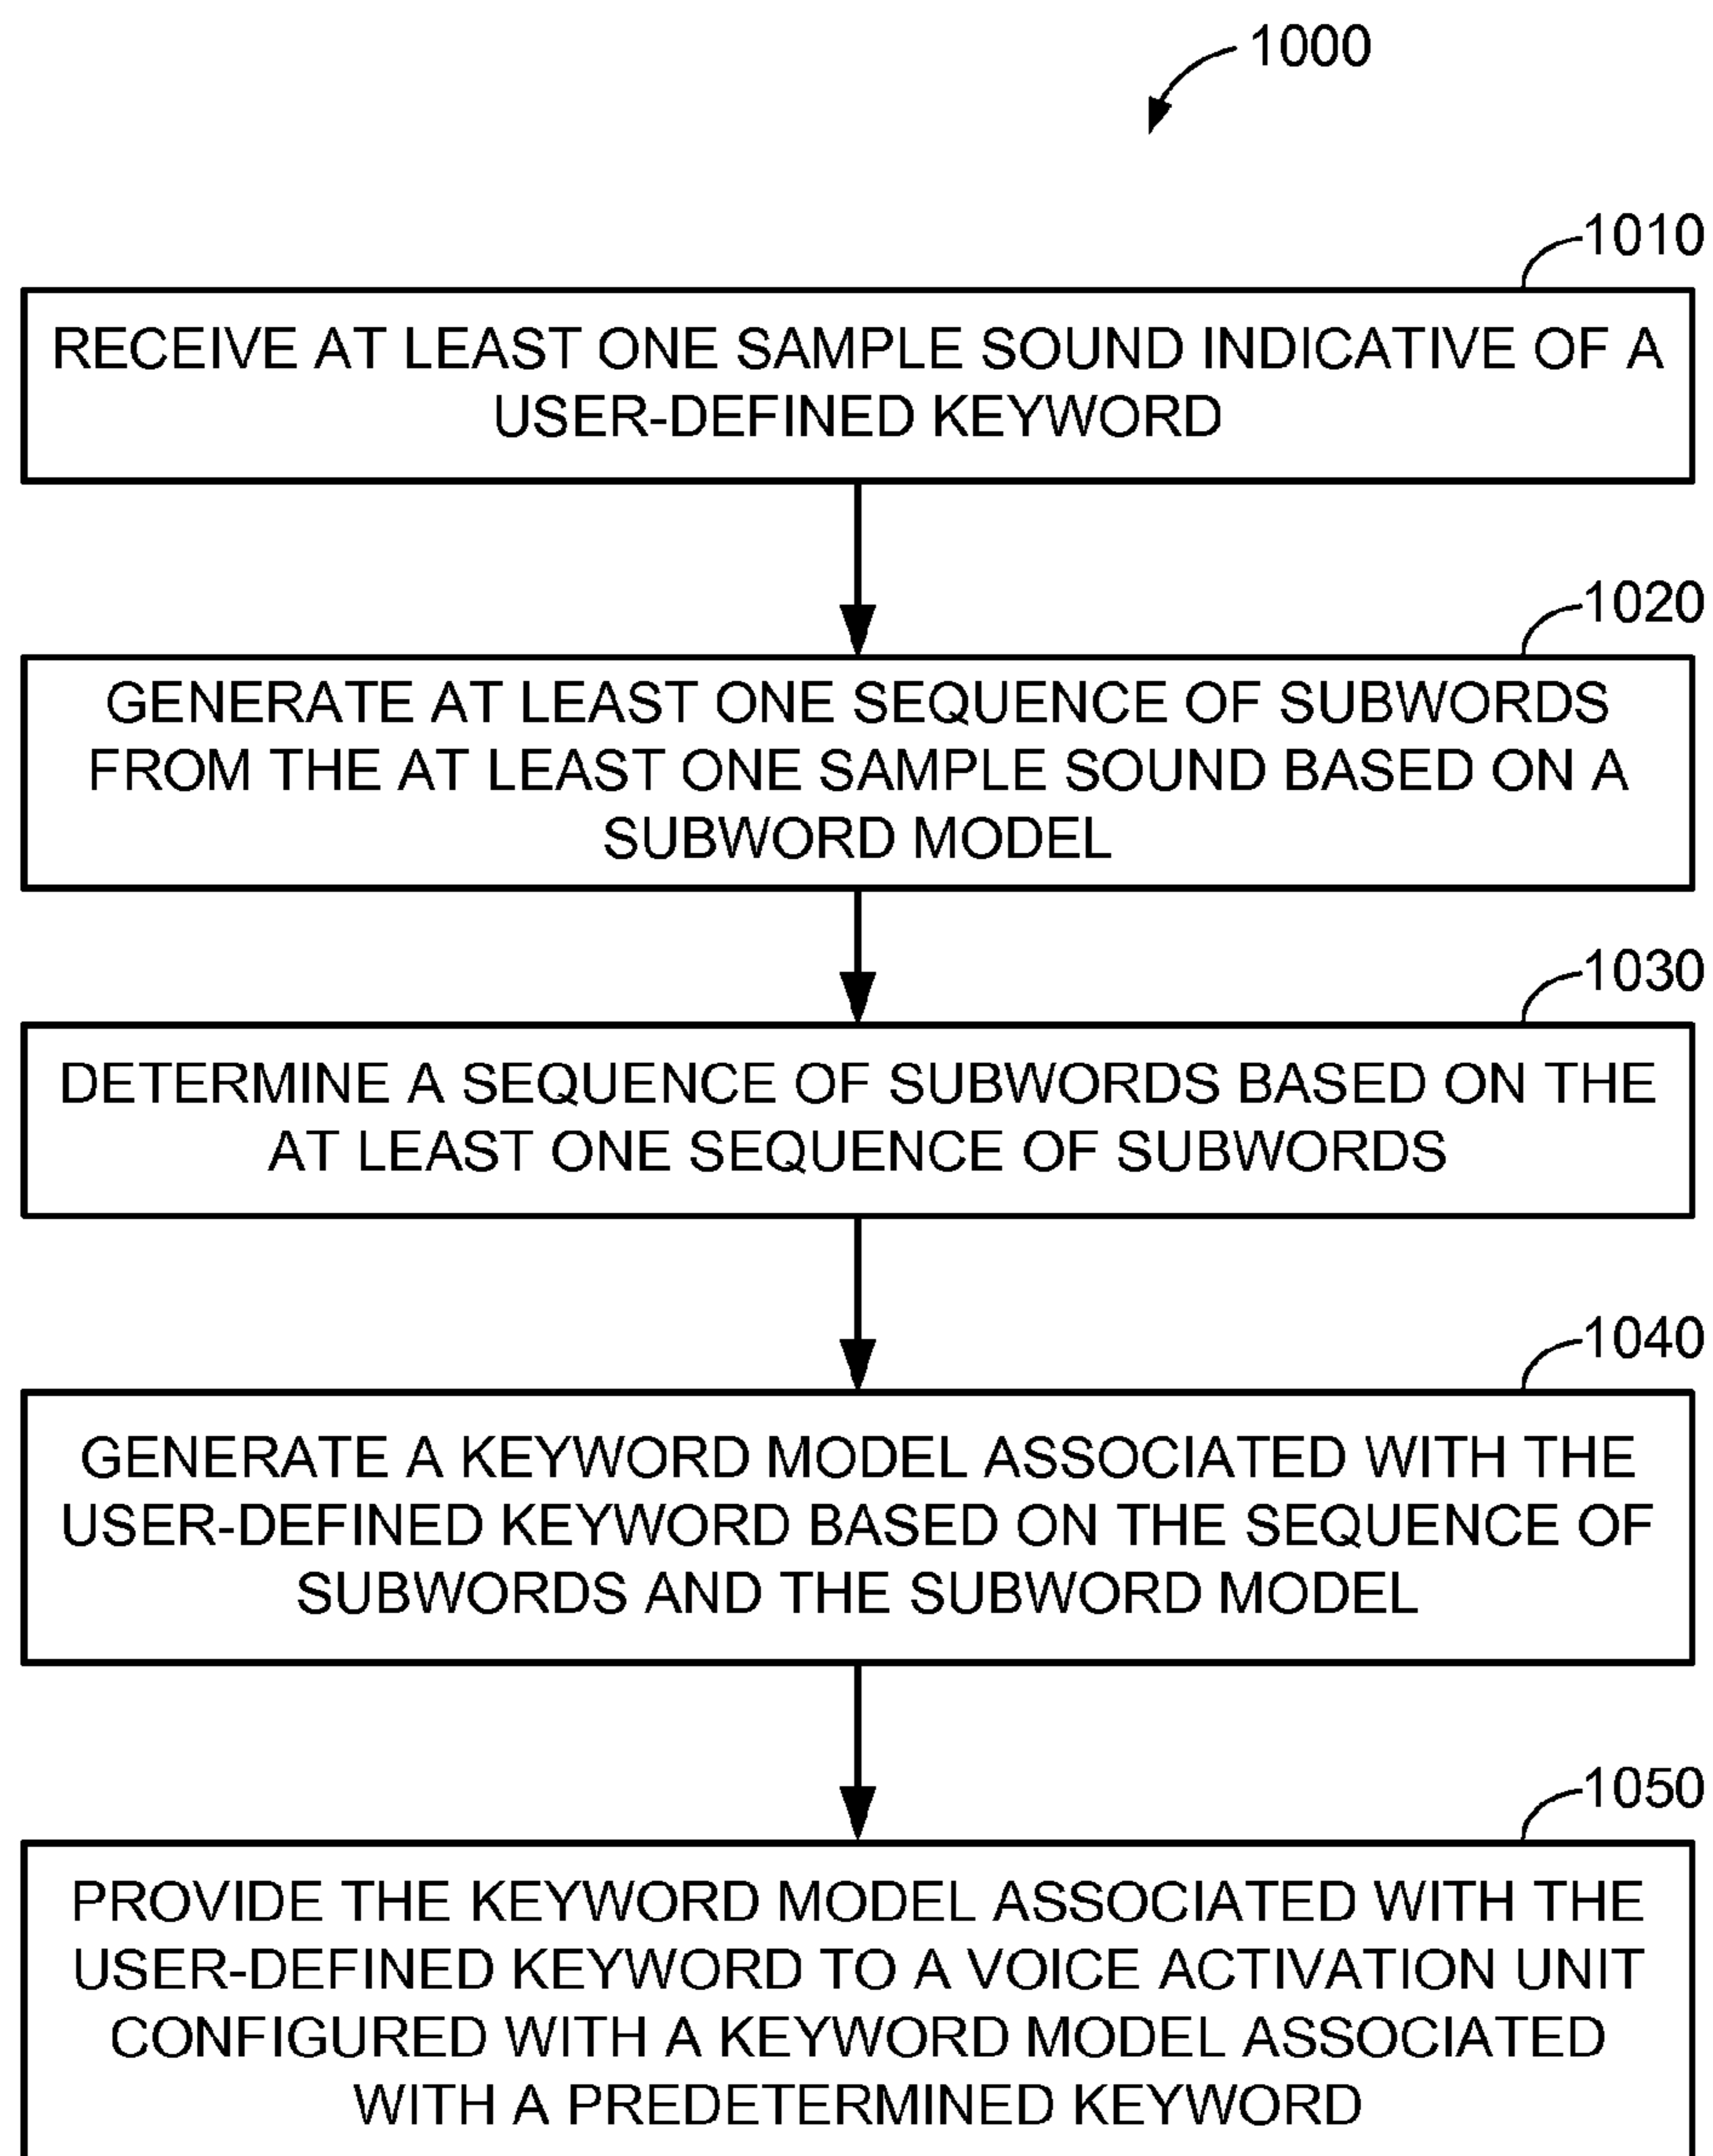 1000
1010
RECEIVE AT LEAST ONE SAMPLE SOUND INDICATIVE OF A
USER-DEFINED KEYWORD
1020
GENERATE AT LEAST ONE SEQUENCE OF SUBWORDS
FROM THE AT LEAST ONE SAMPLE SOUND BASED ON A
SUBWORD MODEL
1030
DETERMINE A SEQUENCE OF SUBWORDS BASED ON THE
AT LEAST ONE SEQUENCE OF SUBWORDS
1040
GENERATE A KEYWORD MODEL ASSOCIATED WITH THE
USER-DEFINED KEYWORD BASED ON THE SEQUENCE OF
SUBWORDS AND THE SUBWORD MODEL
1050
PROVIDE THE KEYWORD MODEL ASSOCIATED WITH THE
USER-DEFINED KEYWORD TO A VOICE ACTIVATION UNIT
CONFIGURED WITH A KEYWORD MODEL ASSOCIATED
WITH A PREDETERMINED KEYWORD